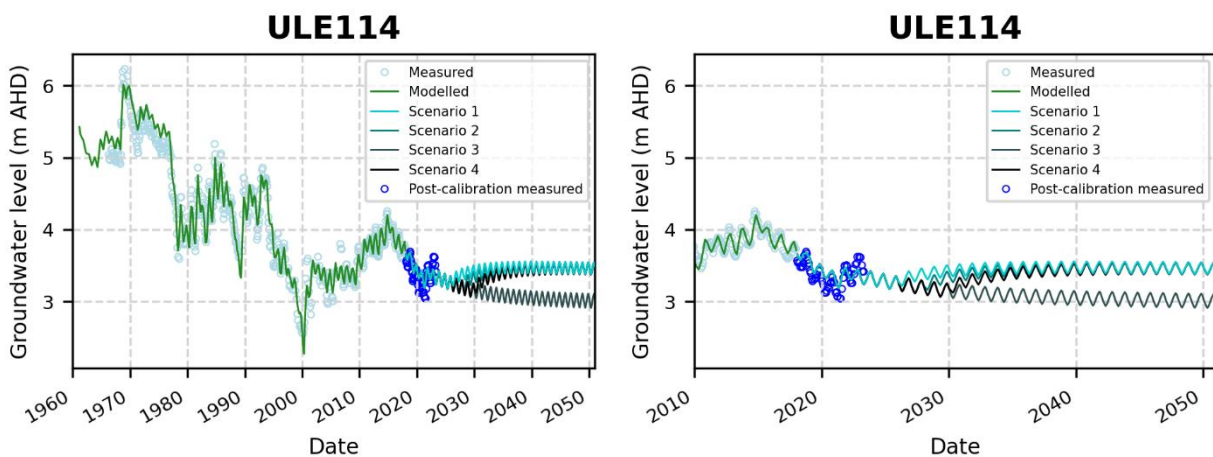 ULE114
Groundwater level (m AHD)
6
5
4
3
Measured
Modelled
Scenario 1
Scenario 2
Scenario 3
Scenario 4
Post-calibration measured
1960
1970
1980
1990
2000
2010
2020
2030
2040
2050
Date
ULE114
Groundwater level (m AHD)
6
5
4
3
Measured
Modelled
Scenario 1
Scenario 2
Scenario 3
Scenario 4
Post-calibration measured
2010
2020
2030
2040
2050
Date